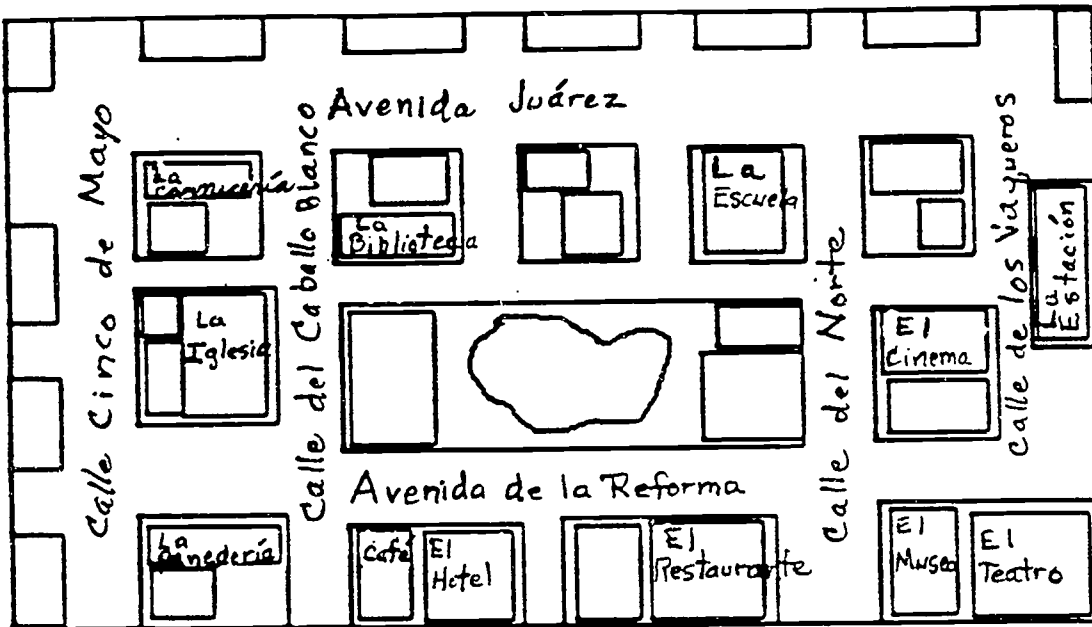 Avenida Juárez
Calle Cinco de Mayo
Calle del Caballo Blanco
Calle del Norte
Calle de los Vaqueros
La
Carnicería
La
Biblioteca
La
Escuela
La
Estación
La
Iglesia
El
Cinema
Avenida de la Reforma
La
Panedería
Café
El
Hotel
El
Restaurante
El
Museo
El
Teatro